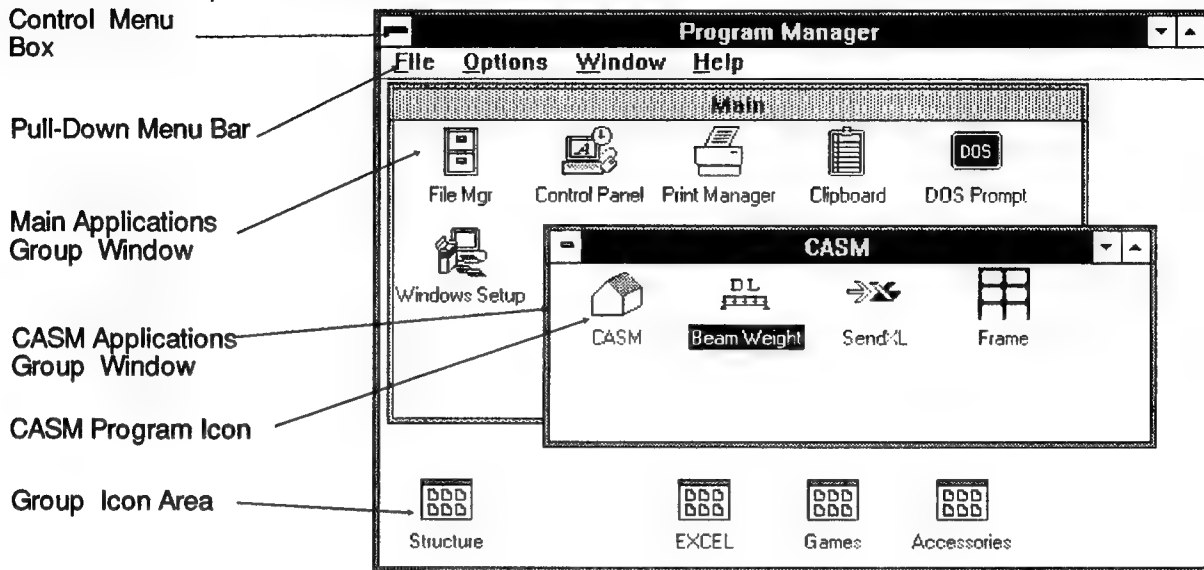 Control Menu
Box
Pull-Down Menu Bar
Main Applications
Group Window
CASM Applications
Group Window
CASM Program Icon
Group Icon Area
Program Manager
File Options Window Help
Main
File Mgr Control Panel Print Manager Clipboard DOS Prompt
DOS
Windows Setup
CASM
DL
CASM Beam Weight SendXL Frame
Structure EXCEL Games Accessories